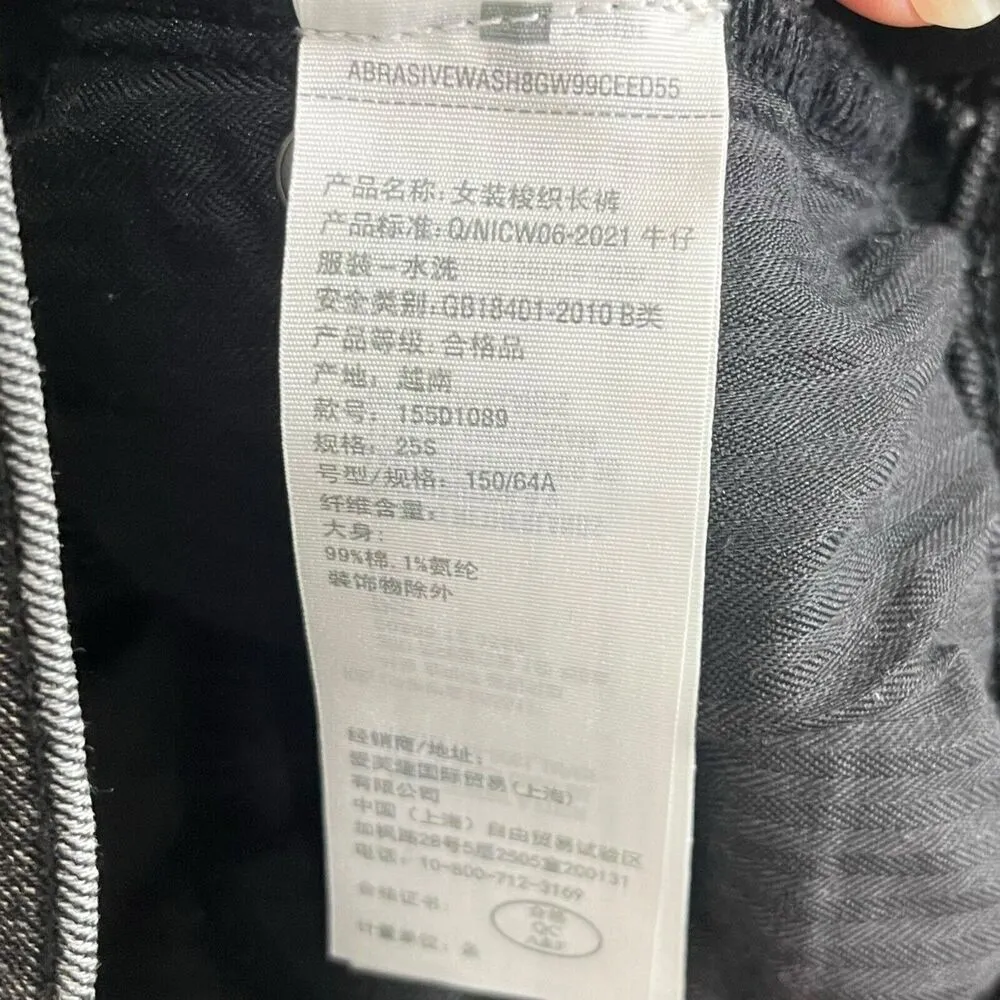 ABRASIVEWASH8GW99CEED55
产品名称: 女装梭织长裤
产品标准: Q/NICW06-2021 牛仔
服装-水洗
安全类别: GB18401-2010 B类
产品等级: 合格品
产地: 越南
款号: 155D1089
规格: 25S
号型/规格: 150/64A
纤维含量:
大身:
99%棉, 1%氨纶
装饰物除外
经销商/地址:
国际贸易(上海)
有限公司
中国 (上海) 自由贸易试验区
加枫路28号5层2505室200131
电话: 10-800-712-3169
合格证书:
合格
QC
计量单位: 条